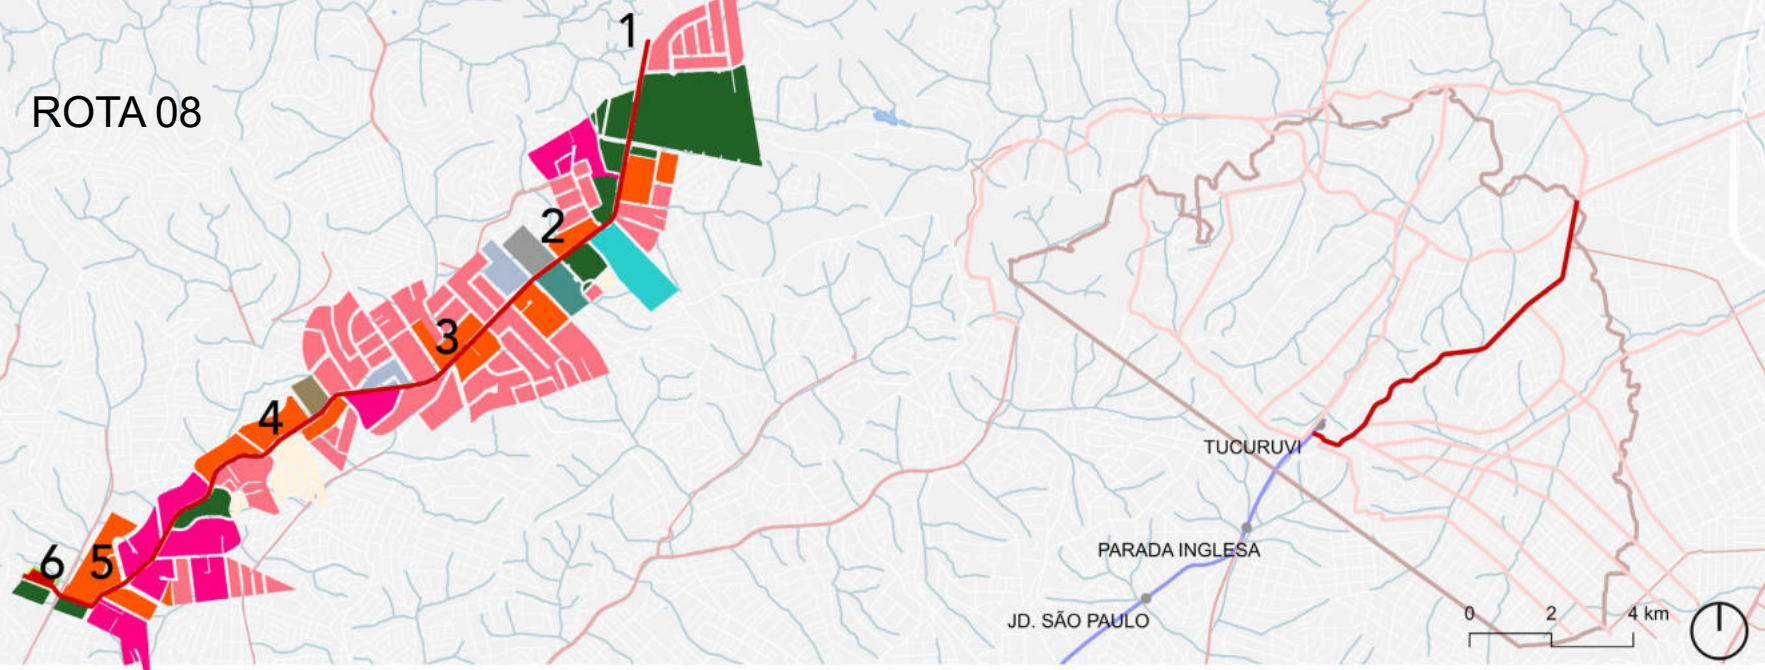 1
ROTA 08
2
3
4
6 5
TUCURUVI
PARADA INGLESA
JD. SÃO PAULO
0 2 4 km